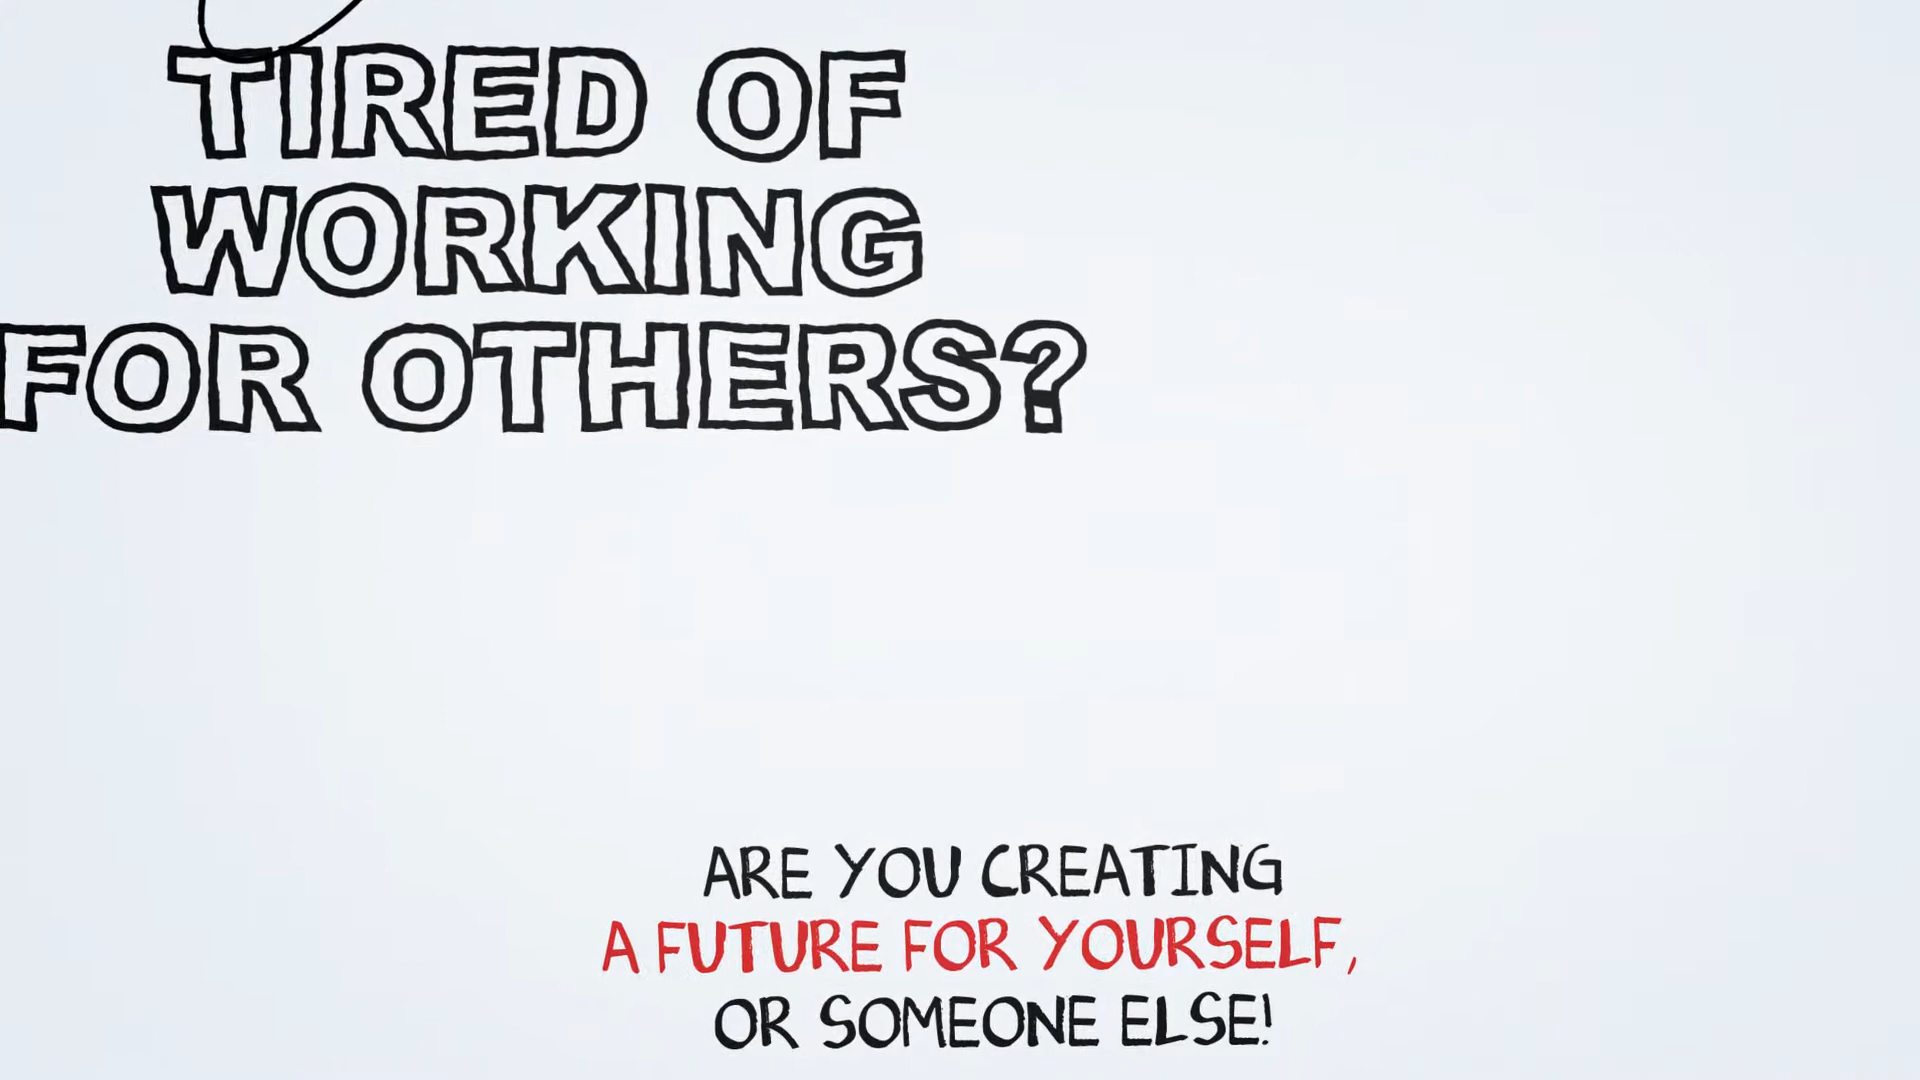 TIRED OF
WORKING
FOR OTHERS?
ARE YOU CREATING
A FUTURE FOR YOURSELF,
OR SOMEONE ELSE!